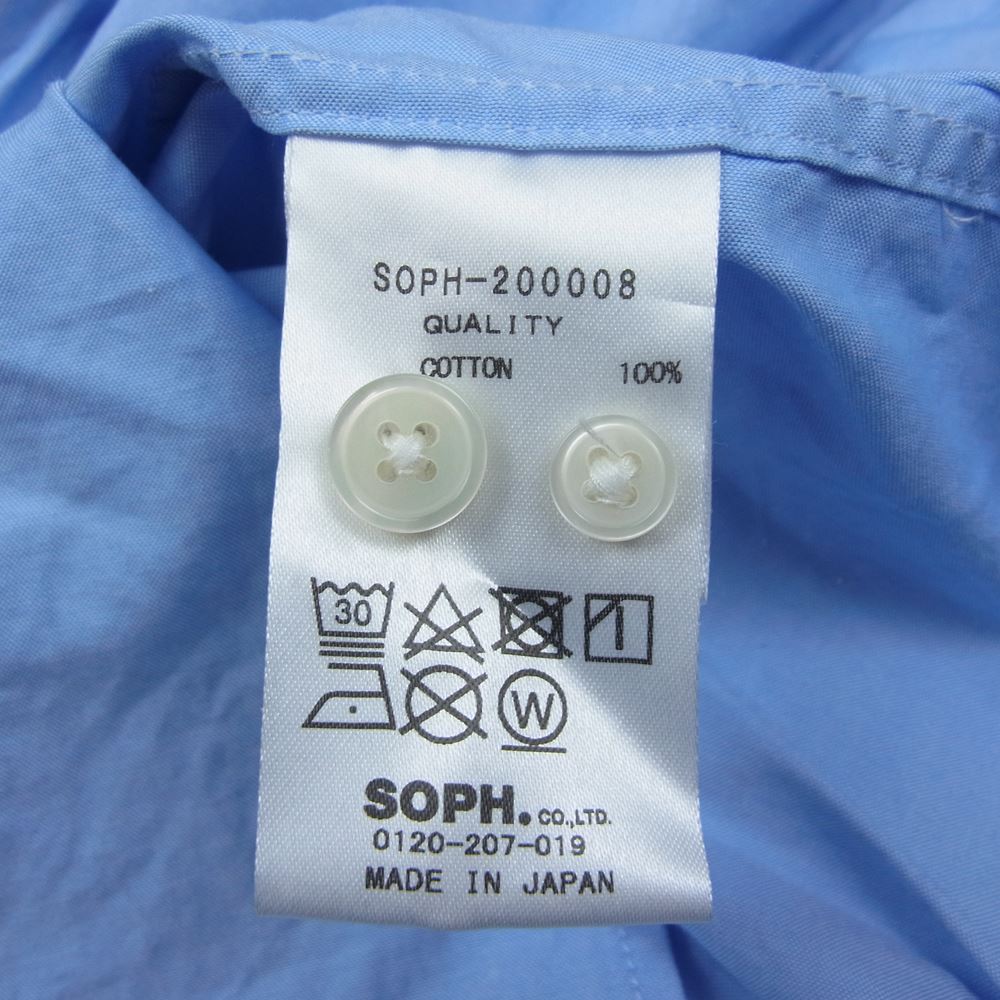 SOPH-200008
QUALITY
COTTON 100%
30
W
SOPH. CO.,LTD.
0120-207-019
MADE IN JAPAN